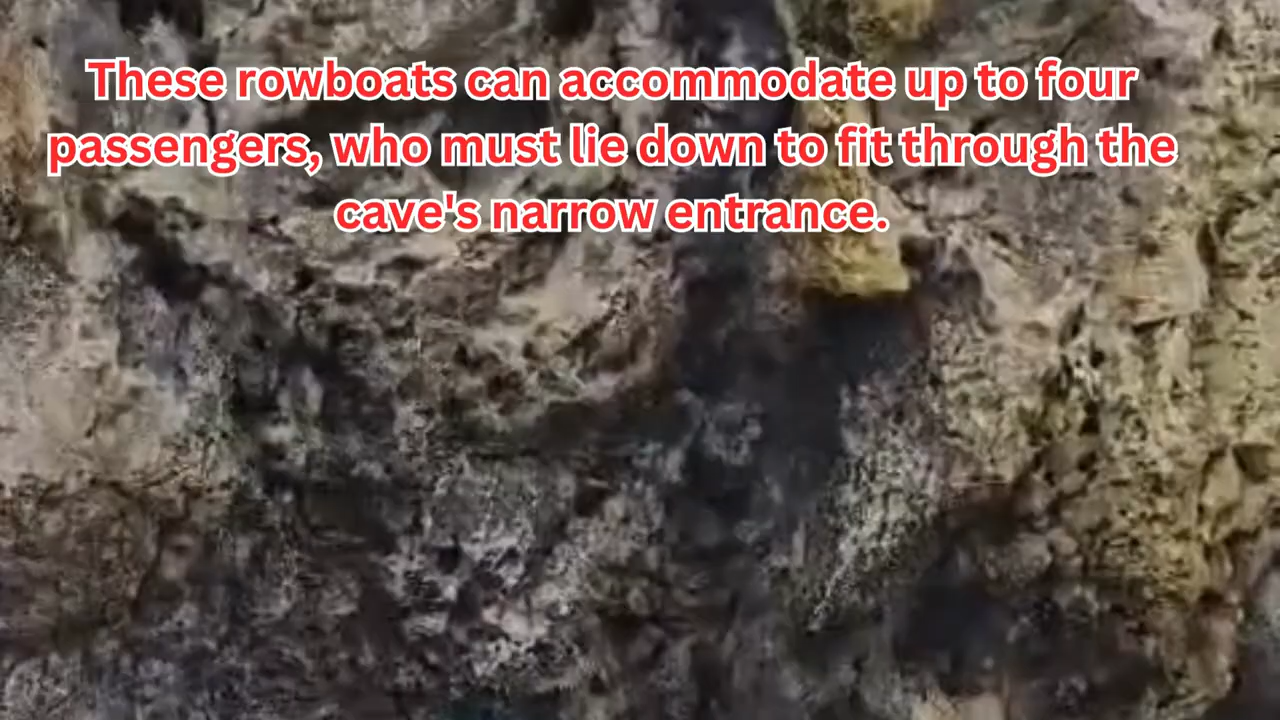 These rowboats can accommodate up to four
passengers, who must lie down to fit through the
cave's narrow entrance.